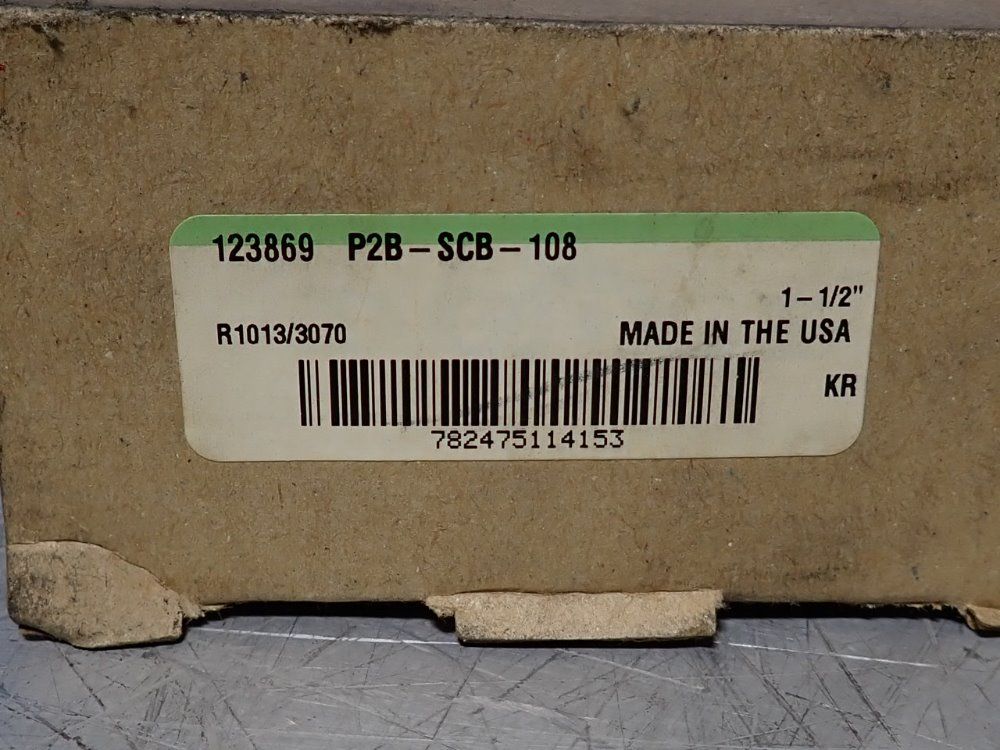 123869 P2B-SCB-108
1-1/2"
R1013/3070 MADE IN THE USA
KR
782475114153